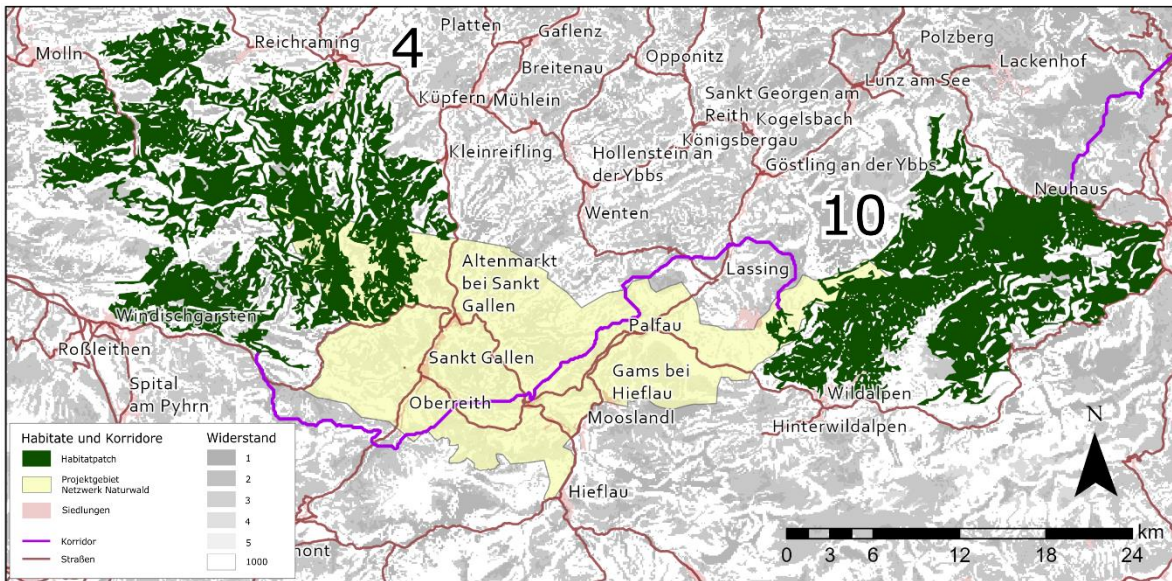 Molln
Reichraming
4
Platten
Gaflenz
Breitenau
Opponitz
Polzberg
Lackenhof
Lunz am See
Küpfern
Mühlein
Sankt Georgen am
Reith
Kogelsbach
Königsbergau
Kleinreifling
Hollenstein an
der Ybbs
Göstling an der Ybbs
Neuhaus
Wenten
10
Altenmarkt
bei Sankt
Gallen
Lassing
Windischgarsten
Roßleithen
Palfau
Sankt Gallen
Spital
am Pyhrn
Oberreith
Gams bei
Hieflau
Mooslandl
Wildalpen
Hinterwildalpen
Hieflau
mont
Habitate und Korridore
Habitatpatch
Projektgebiet
Netzwerk Naturwald
Siedlungen
Korridor
Straßen
Widerstand
1
2
3
4
5
1000
N
km
0 3 6 12 18 24